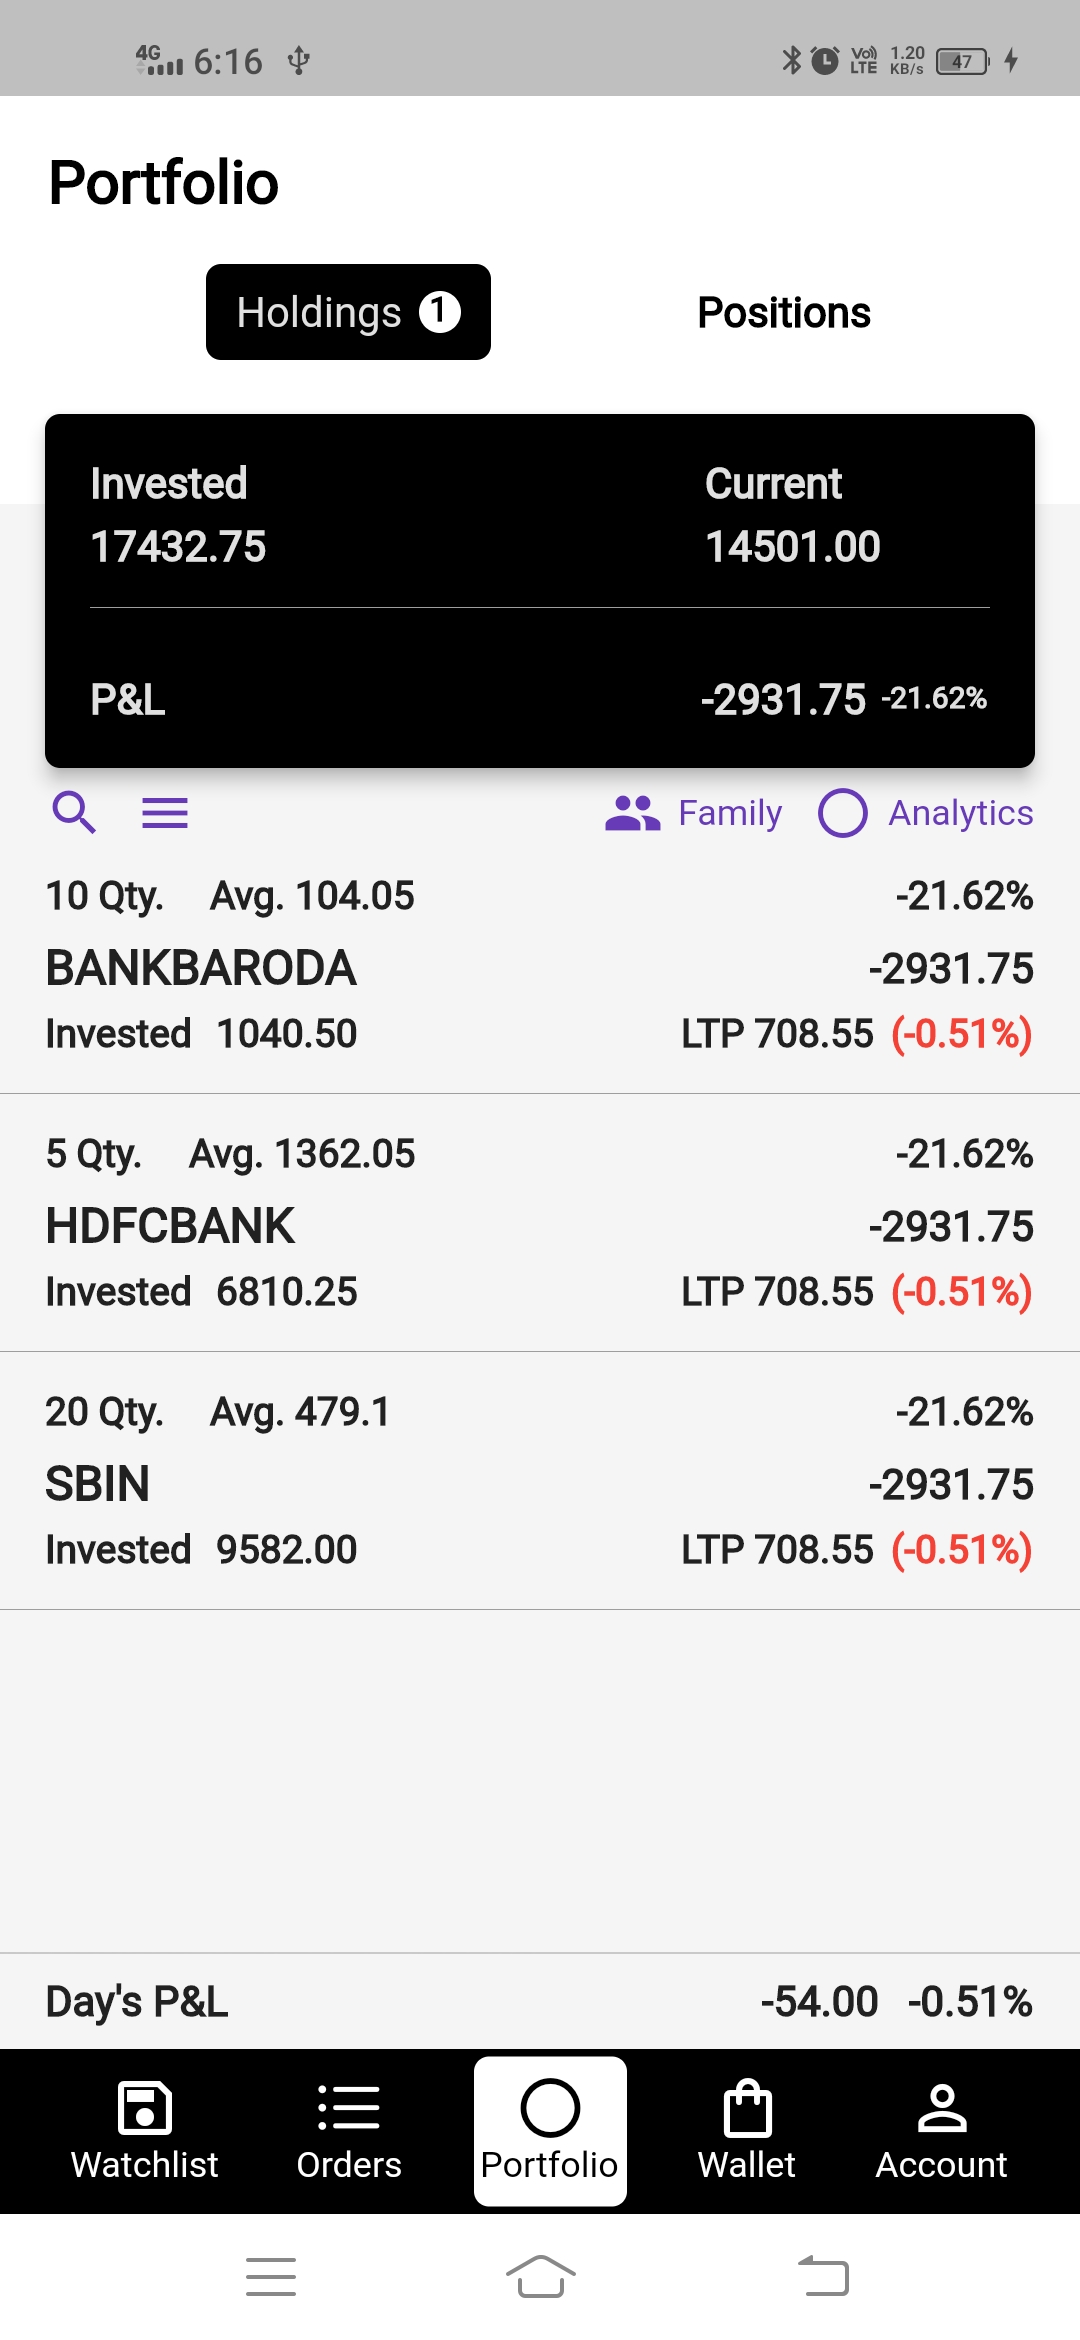 4G 6:16 Vo)) LTE 1.20 KB/s 47
Portfolio
Holdings 1 Positions
Invested Current
17432.75 14501.00
P&L -2931.75 -21.62%
Family Analytics
10 Qty. Avg. 104.05 -21.62%
BANKBARODA -2931.75
Invested 1040.50 LTP 708.55 (-0.51%)
5 Qty. Avg. 1362.05 -21.62%
HDFCBANK -2931.75
Invested 6810.25 LTP 708.55 (-0.51%)
20 Qty. Avg. 479.1 -21.62%
SBIN -2931.75
Invested 9582.00 LTP 708.55 (-0.51%)
Day's P&L -54.00 -0.51%
Watchlist Orders Portfolio Wallet Account